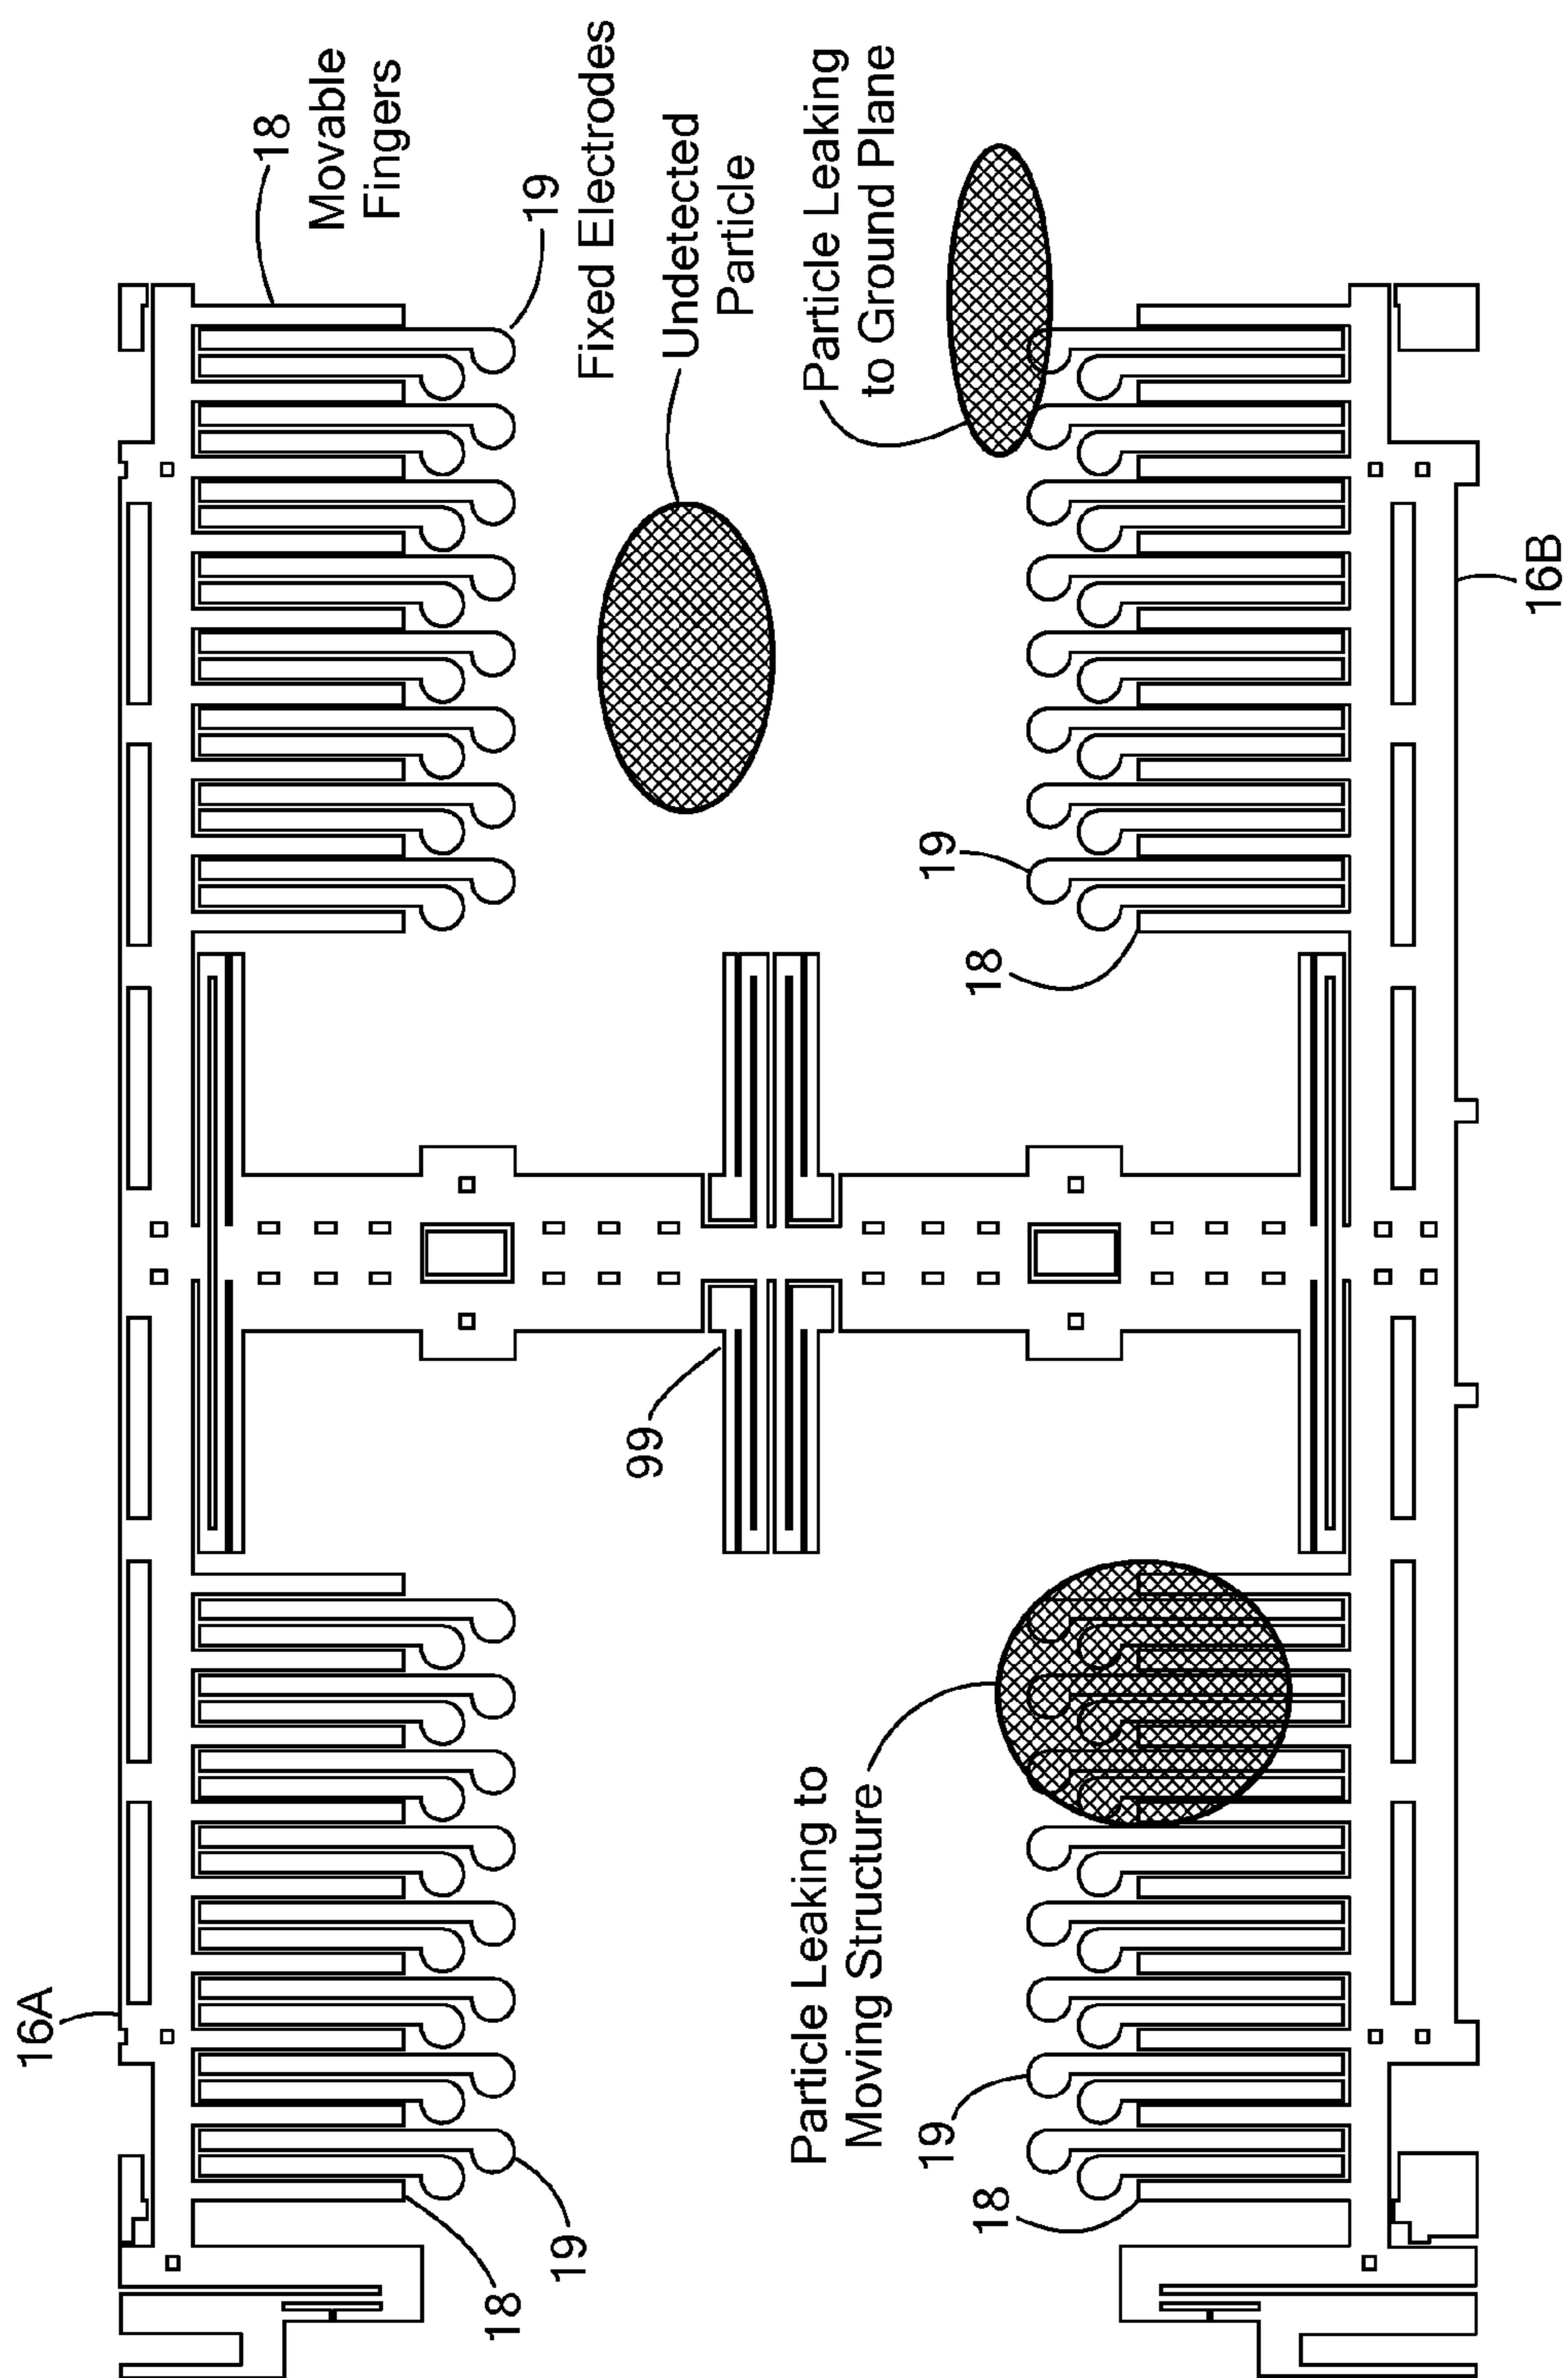 16A
18
19
18
Movable
Fingers
19
Fixed Electrodes
Undetected
Particle
99
Particle Leaking to
Moving Structure
Particle Leaking
to Ground Plane
19
18
19
18
16B